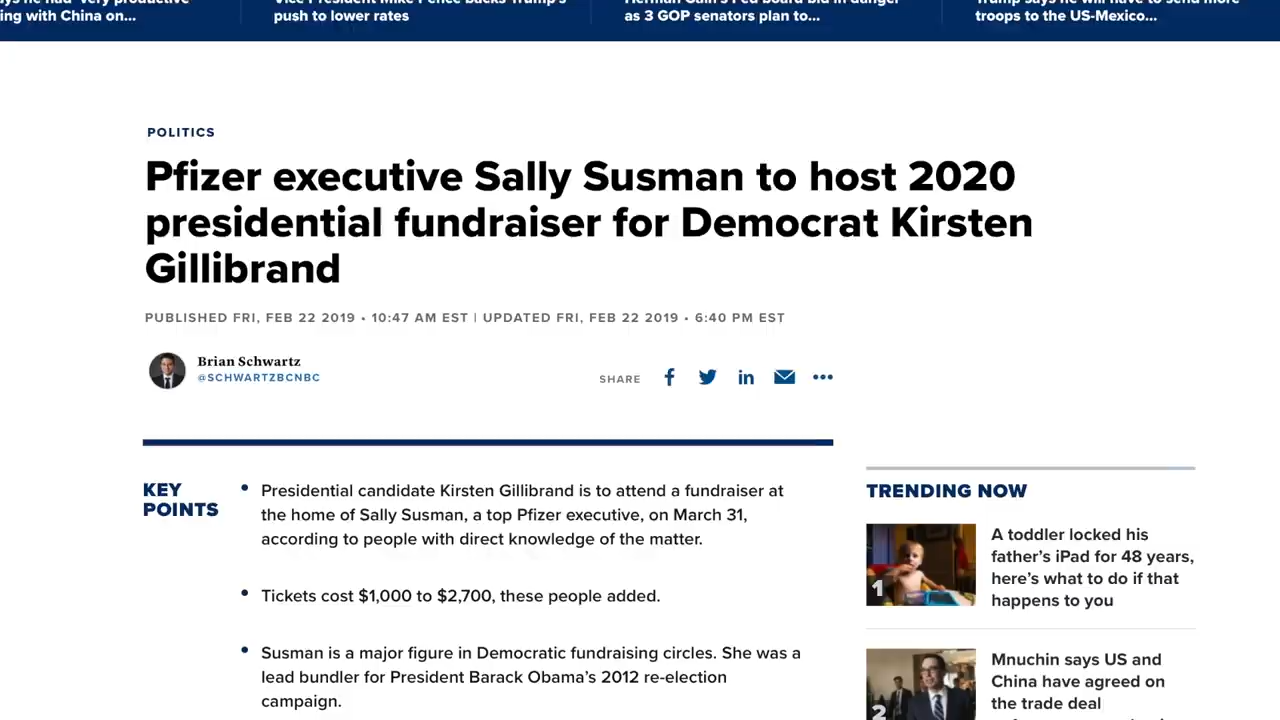 ing with China on...
push to lower rates
as 3 GOP senators plan to...
troops to the US-Mexico...
POLITICS
Pfizer executive Sally Susman to host 2020
presidential fundraiser for Democrat Kirsten
Gillibrand
PUBLISHED FRI, FEB 22 2019 • 10:47 AM EST | UPDATED FRI, FEB 22 2019 • 6:40 PM EST
Brian Schwartz
@SCHWARTZBCNBC
SHARE
KEY
POINTS
• Presidential candidate Kirsten Gillibrand is to attend a fundraiser at
the home of Sally Susman, a top Pfizer executive, on March 31,
according to people with direct knowledge of the matter.
• Tickets cost $1,000 to $2,700, these people added.
• Susman is a major figure in Democratic fundraising circles. She was a
lead bundler for President Barack Obama’s 2012 re-election
campaign.
TRENDING NOW
1
A toddler locked his
father’s iPad for 48 years,
here’s what to do if that
happens to you
2
Mnuchin says US and
China have agreed on
the trade deal